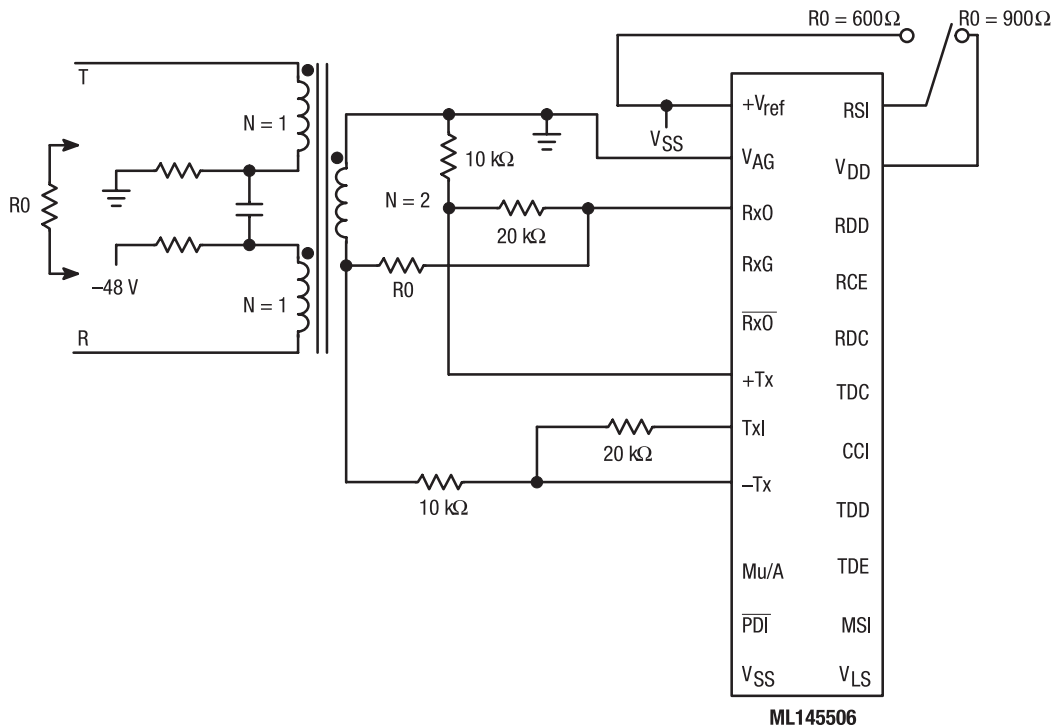 R0 = 600Ω
R0 = 900Ω
T
N = 1
+Vref
RSI
VSS
10 kΩ
VAG
VDD
R0
N = 2
RxO
RDD
20 kΩ
RxG
RCE
–48 V
R0
N = 1
RxO
RDC
R
+Tx
TDC
TxI
CCI
20 kΩ
–Tx
10 kΩ
TDD
Mu/A
TDE
PDI
MSI
VSS
VLS
ML145506